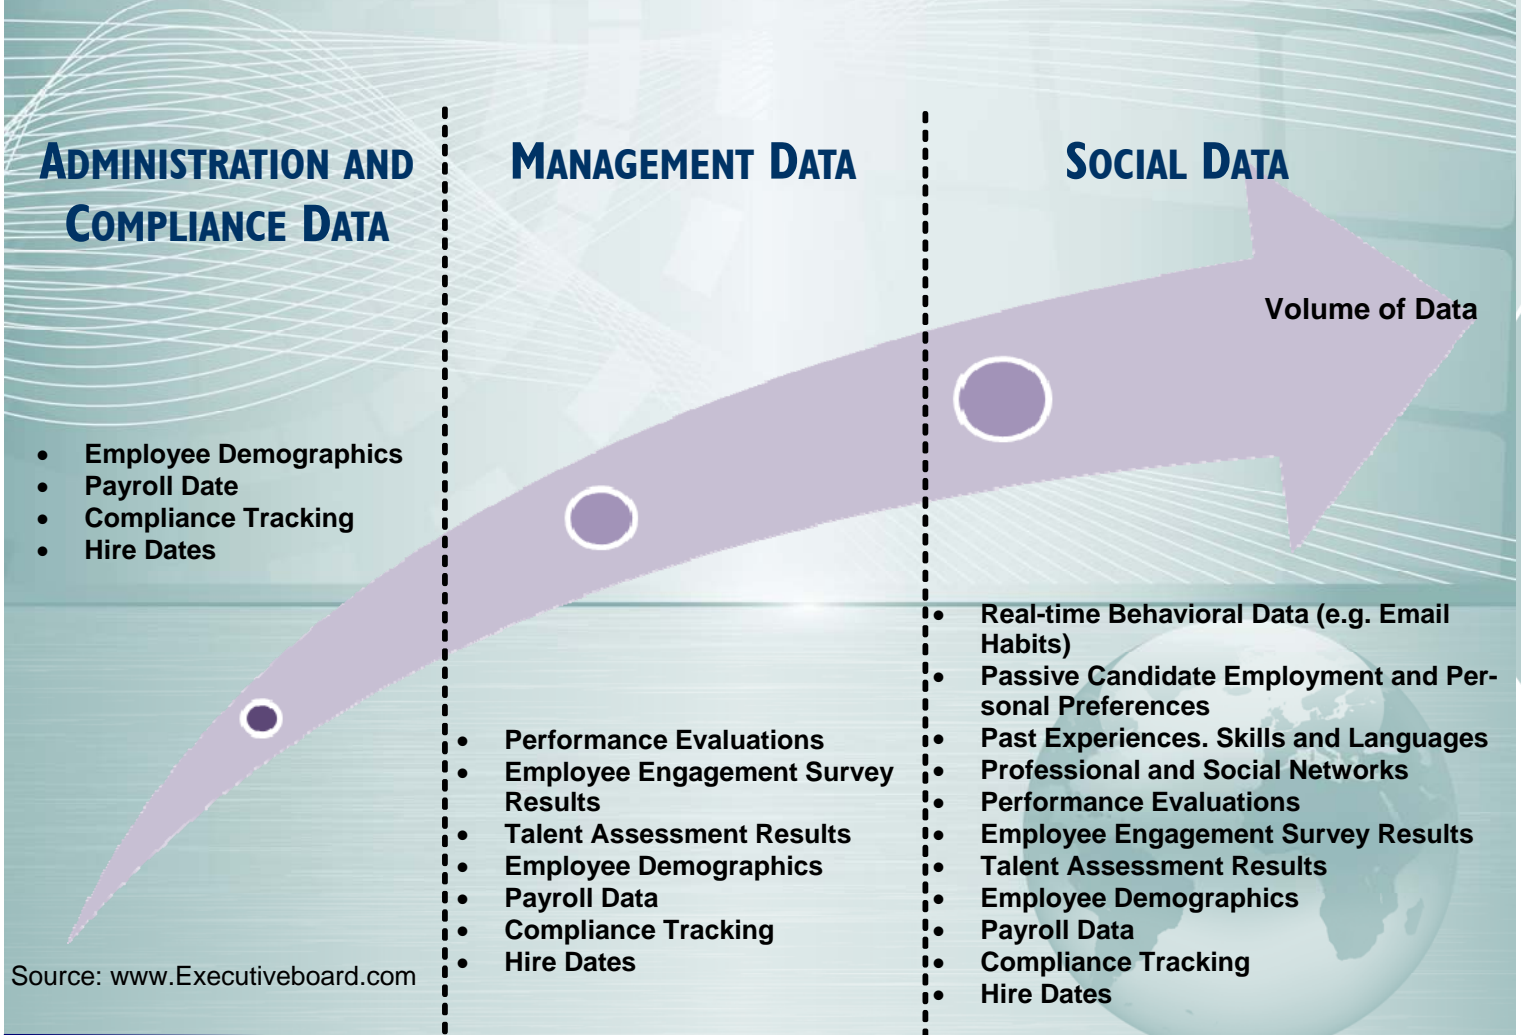 ADMINISTRATION AND
COMPLIANCE DATA
• Employee Demographics
• Payroll Date
• Compliance Tracking
• Hire Dates
Source: www.Executiveboard.com
MANAGEMENT DATA
• Performance Evaluations
• Employee Engagement Survey
Results
• Talent Assessment Results
• Employee Demographics
• Payroll Data
• Compliance Tracking
• Hire Dates
SOCIAL DATA
Volume of Data
• Real-time Behavioral Data (e.g. Email
Habits)
• Passive Candidate Employment and Per-
sonal Preferences
• Past Experiences. Skills and Languages
• Professional and Social Networks
• Performance Evaluations
• Employee Engagement Survey Results
• Talent Assessment Results
• Employee Demographics
• Payroll Data
• Compliance Tracking
• Hire Dates